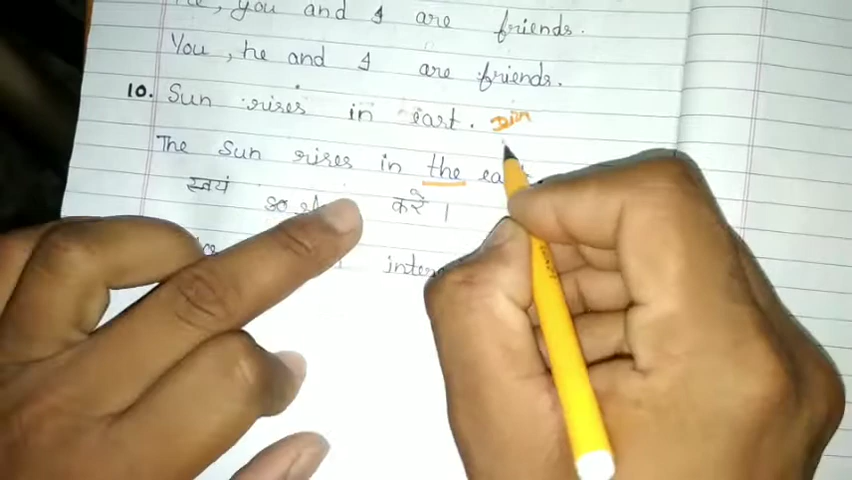 you and I are friends.
You, he and I are friends.
10. Sun rises in east. Dir
The Sun rises in the
स्वयं करें ।